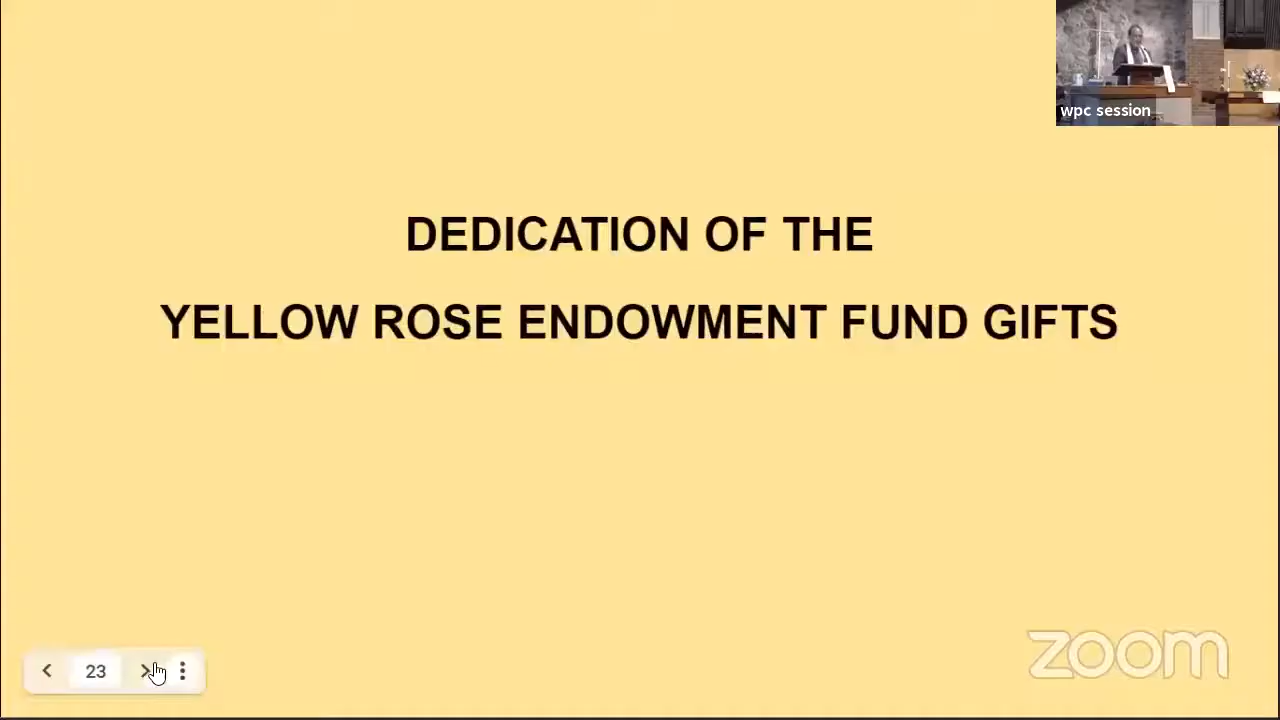 wpc session
DEDICATION OF THE
YELLOW ROSE ENDOWMENT FUND GIFTS
23
zoom